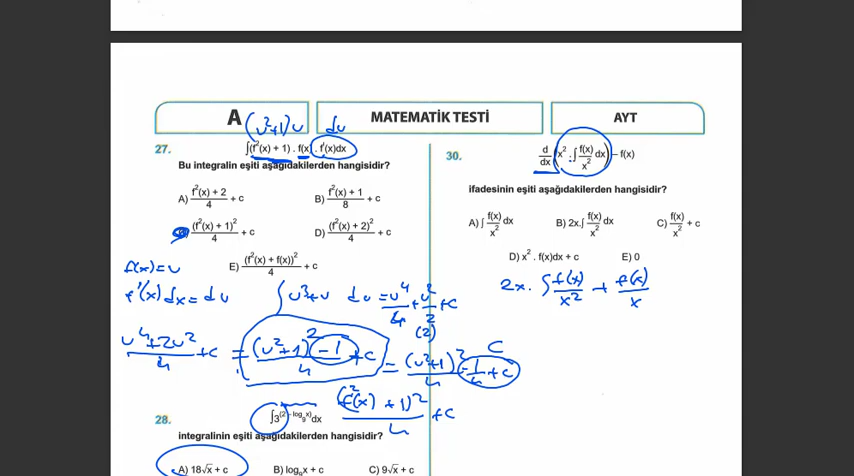 A
MATEMATİK TESTİ
AYT
(u²+1)u du
27.
∫(f²(x) + 1) . f(x) . f'(x)dx
Bu integralin eşiti aşağıdakilerden hangisidir?
A) (f²(x) + 2)/4 + c
B) (f²(x) + 1)/8 + c
(f²(x) + 1)²/4 + c
D) (f²(x) + 2)²/4 + c
E) (f²(x) + f(x))²/4 + c
f(x)=u
f'(x)dx = du
∫u³+u du = u⁴/4 + u²/2 + c
(2)
(u⁴+2u²)/4 + c = ((u²+1)² - 1)/4 + c = (u²+1)²/4 - 1/4 + c
C
(f²(x) + 1)²/4 + c
28.
∫3^(2 - log₉x)dx
integralinin eşiti aşağıdakilerden hangisidir?
A) 18√x + c
B) log₉x + c
C) 9√x + c
30.
d/dx (x² . ∫f(x)/x² dx) - f(x)
ifadesinin eşiti aşağıdakilerden hangisidir?
A) ∫f(x)/x² dx
B) 2x.∫f(x)/x² dx
C) f(x)/x² + c
D) x² . f(x)dx + c
E) 0
2x . ∫f(x)/x² + f(x)/x